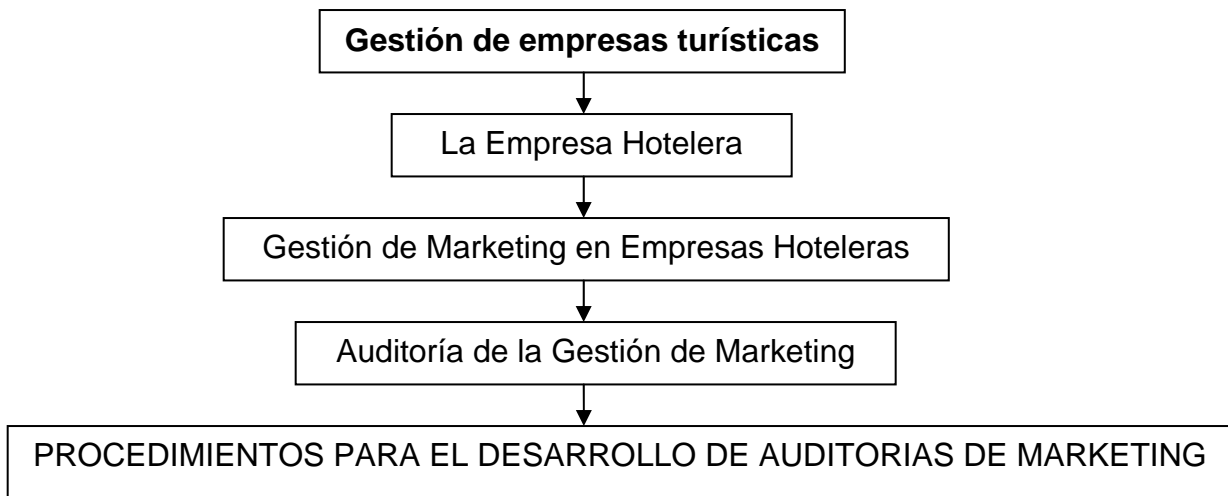 Gestión de empresas turísticas
La Empresa Hotelera
Gestión de Marketing en Empresas Hoteleras
Auditoría de la Gestión de Marketing
PROCEDIMIENTOS PARA EL DESARROLLO DE AUDITORIAS DE MARKETING